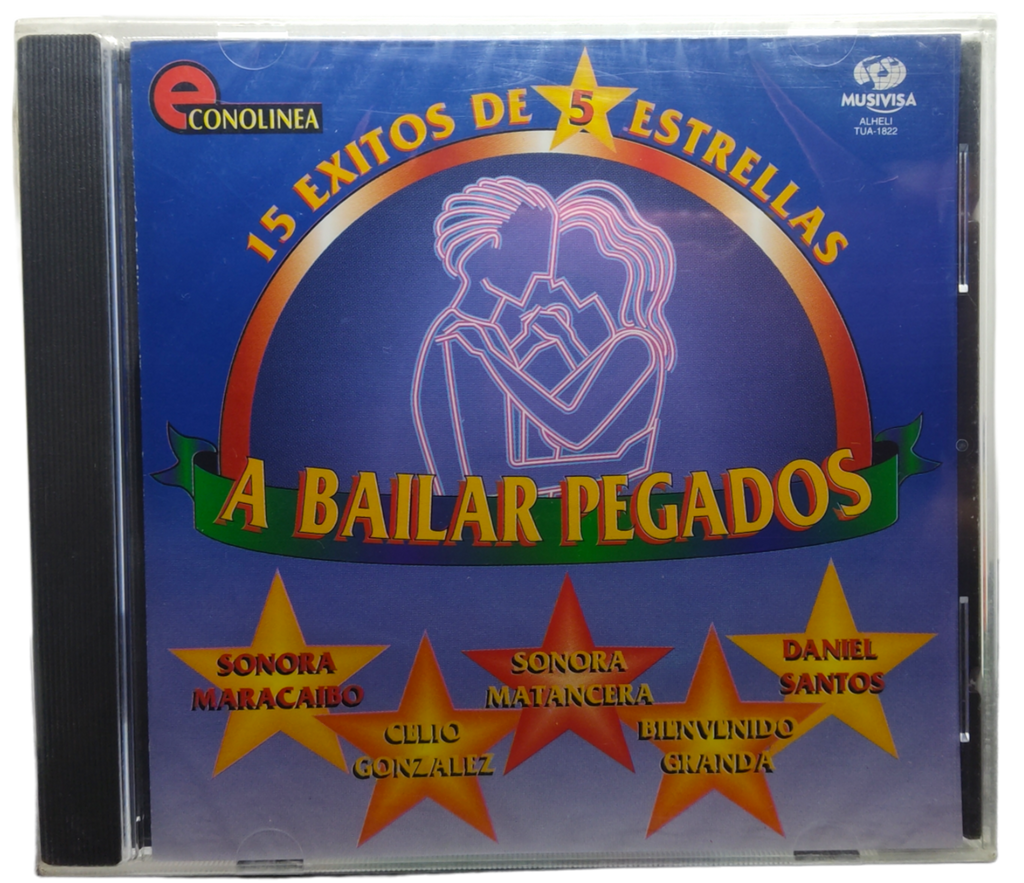 eCONOLINEA
MUSIVISA
ALHELI
TUA-1822
15 EXITOS DE 5 ESTRELLAS
A BAILAR PEGADOS
SONORA
MARACAIBO
CELIO
GONZALEZ
SONORA
MATANCERA
BIENVENIDO
GRANDA
DANIEL
SANTOS